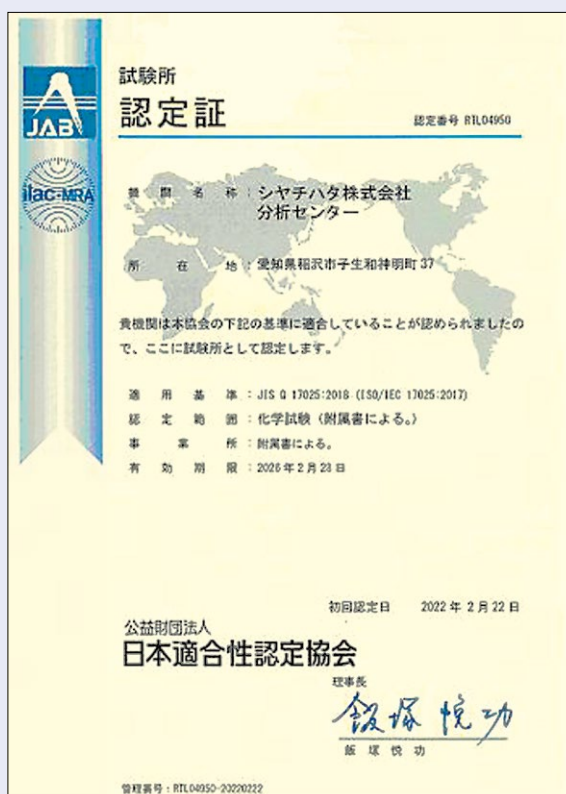 試験所
認定証
認定番号 RTL04950
JAB
ilac-MRA
機関名称:シヤチハタ株式会社
分析センター
所在地:愛知県稲沢市子生和神明町37
貴機関は本協会の下記の基準に適合していることが認められましたの
で、ここに試験所として認定します。
適用基準:JIS Q 17025:2018 (ISO/IEC 17025:2017)
認定範囲:化学試験(附属書による。)
事業所:附属書による。
有効期限:2026年2月28日
初回認定日 2022年2月22日
公益財団法人
日本適合性認定協会
理事長
飯塚悦功
飯塚悦功
管理番号:RTL04950-20220222